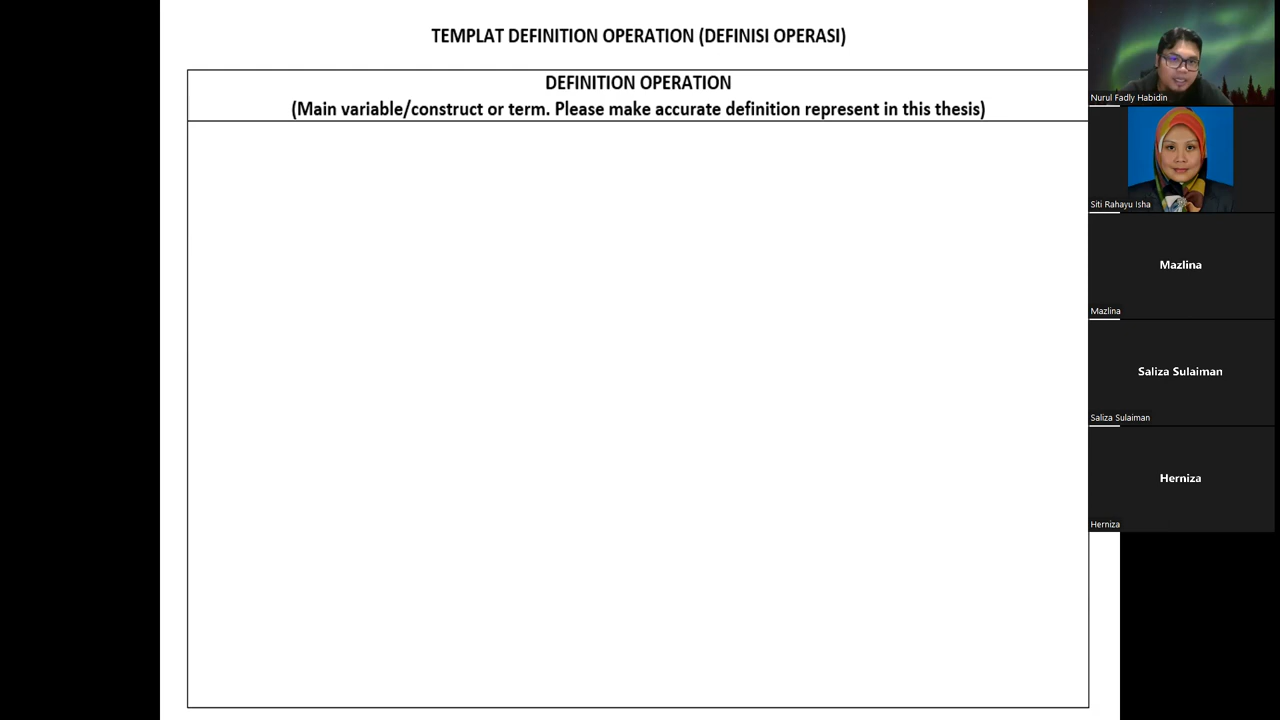 TEMPLAT DEFINITION OPERATION (DEFINISI OPERASI)
DEFINITION OPERATION
(Main variable/construct or term. Please make accurate definition represent in this thesis)
Nurul Fadly Habidin
Siti Rahayu Isha
Mazlina
Mazlina
Saliza Sulaiman
Saliza Sulaiman
Herniza
Herniza